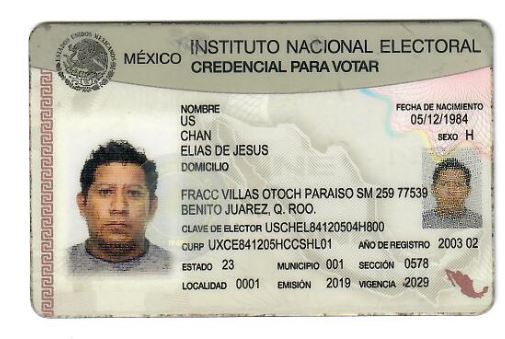 ESTADOS UNIDOS MEXICANOS
MÉXICO INSTITUTO NACIONAL ELECTORAL
CREDENCIAL PARA VOTAR
NOMBRE
US
CHAN
ELIAS DE JESUS
FECHA DE NACIMIENTO
05/12/1984
SEXO H
DOMICILIO
FRACC VILLAS OTOCH PARAISO SM 259 77539
BENITO JUAREZ, Q. ROO.
CLAVE DE ELECTOR USCHEL84120504H800
CURP UXCE841205HCCSHL01 AÑO DE REGISTRO 2003 02
ESTADO 23 MUNICIPIO 001 SECCIÓN 0578
LOCALIDAD 0001 EMISIÓN 2019 VIGENCIA 2029